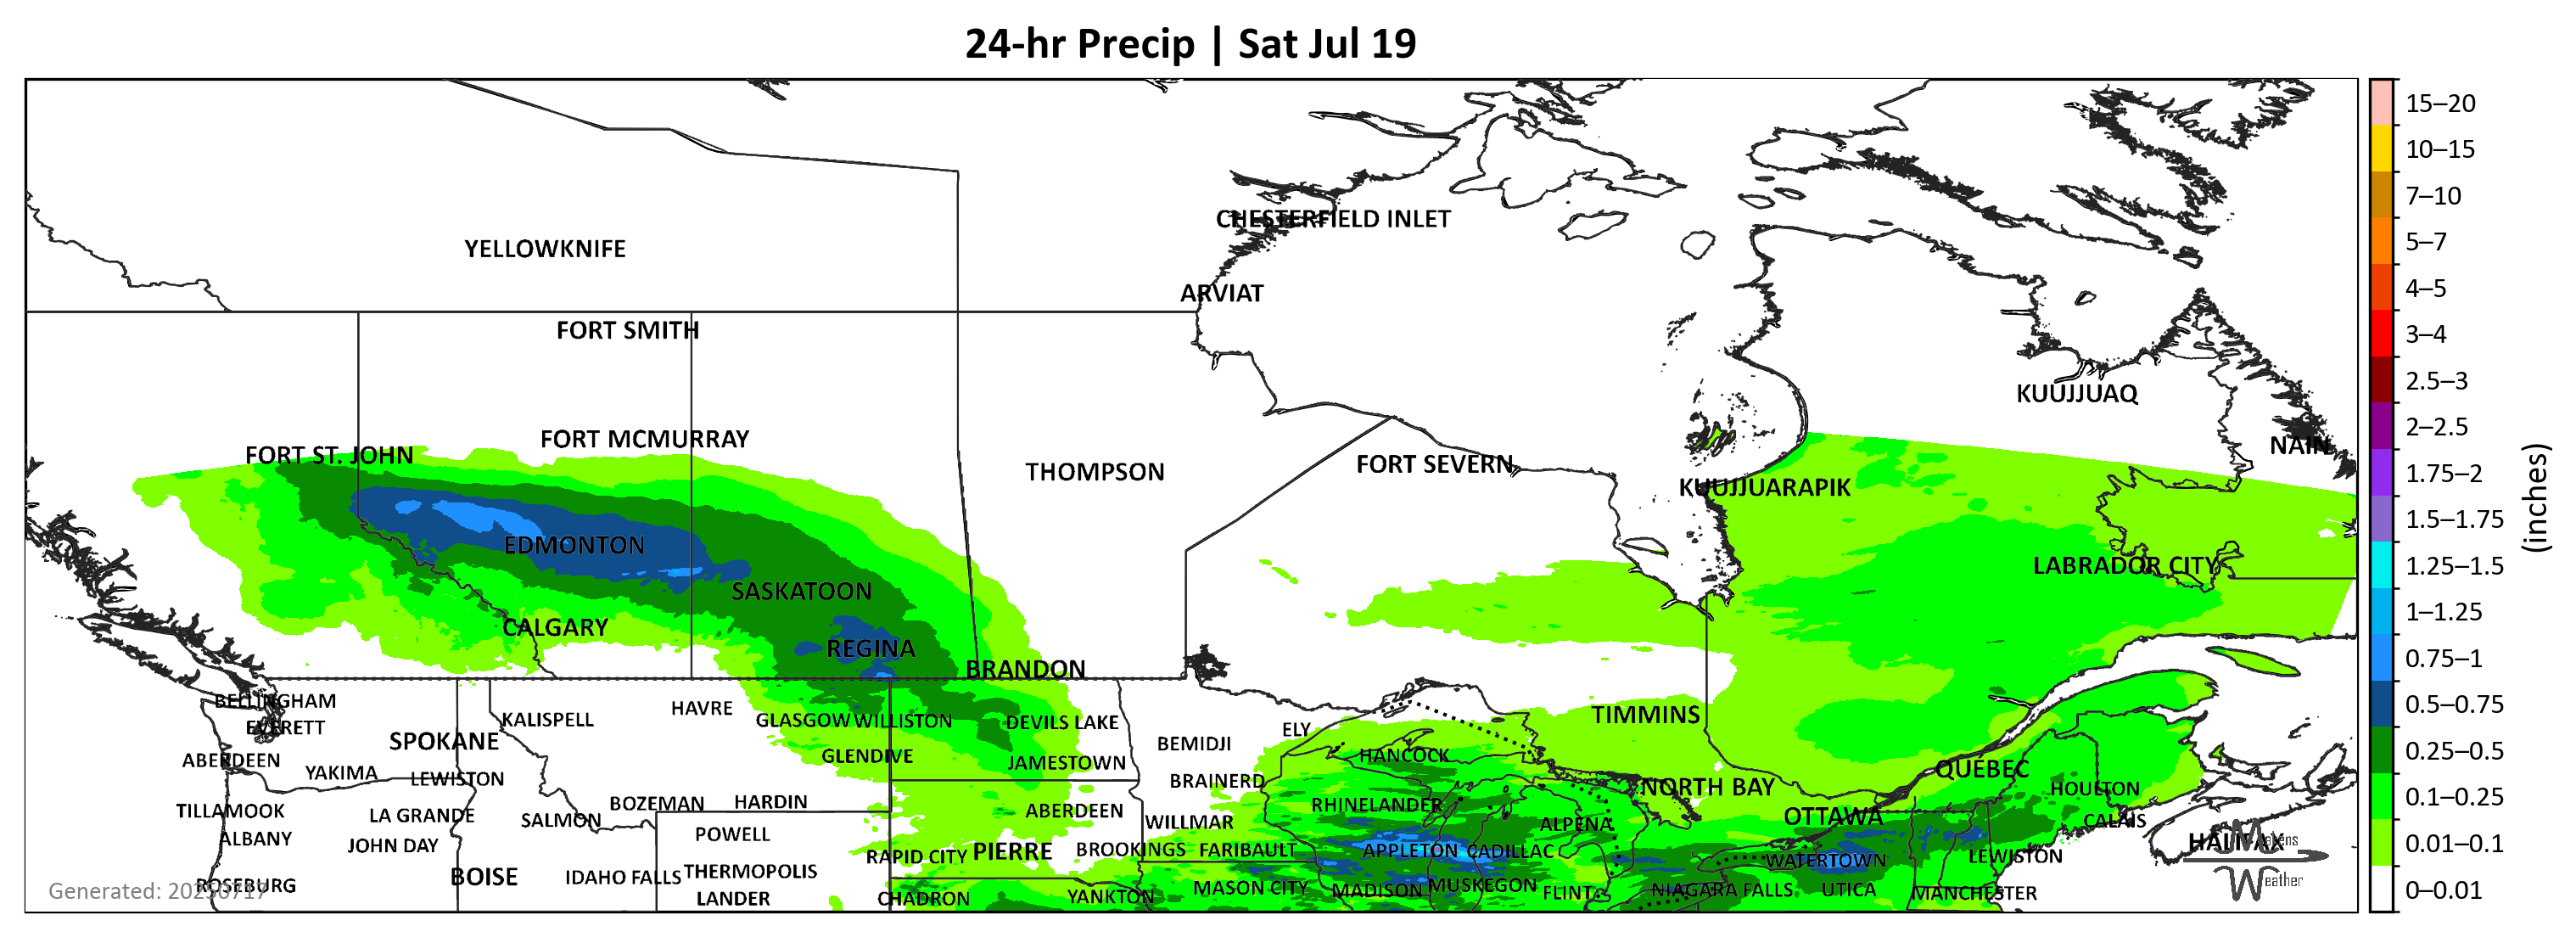 24-hr Precip | Sat Jul 19
15–20
10–15
7–10
5–7
4–5
3–4
2.5–3
2–2.5
1.75–2
1.5–1.75
1.25–1.5
1–1.25
0.75–1
0.5–0.75
0.25–0.5
0.1–0.25
0.01–0.1
0–0.01
(inches)
CHESTERFIELD INLET
YELLOWKNIFE
ARVIAT
FORT SMITH
KUUJJUAQ
FORT MCMURRAY
NAIN
FORT ST. JOHN
FORT SEVERN
THOMPSON
KUUJJUARAPIK
EDMONTON
LABRADOR CITY
SASKATOON
CALGARY
REGINA
BRANDON
BELLINGHAM
HAVRE
TIMMINS
KALISPELL
GLASGOW WILLISTON
DEVILS LAKE
EVERETT
ELY
SPOKANE
BEMIDJI
HANCOCK
GLENDIVE
ABERDEEN
JAMESTOWN
QUÉBEC
YAKIMA
LEWISTON
BRAINERD
NORTH BAY
HOULTON
BOZEMAN
HARDIN
RHINELANDER
TILLAMOOK
LA GRANDE
ABERDEEN
OTTAWA
SALMON
WILLMAR
ALPENA
CALAIS
ALBANY
POWELL
HALIFAX
JOHN DAY
RAPID CITY PIERRE
BROOKINGS FARIBAULT
APPLETON CADILLAC
WATERTOWN
LEWISTON
BOISE
IDAHO FALLS
THERMOPOLIS
ROSEBURG
MASON CITY
MADISON
MUSKEGON
FLINT
NIAGARA FALLS
UTICA
MANCHESTER
LANDER
CHADRON
YANKTON
Generated: 20250717
Weather